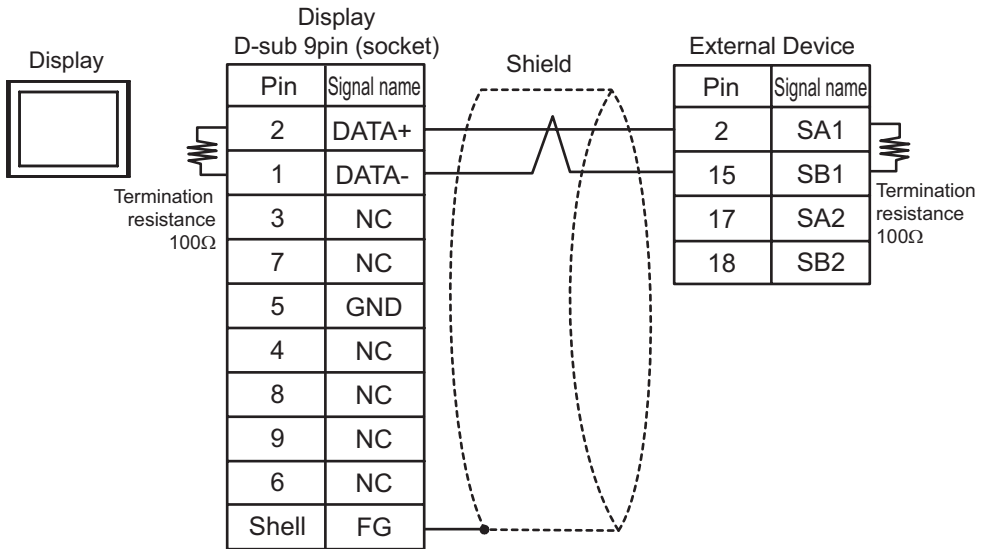 Display
Display
D-sub 9pin (socket)
Pin Signal name
2 DATA+
1 DATA-
3 NC
7 NC
5 GND
4 NC
8 NC
9 NC
6 NC
Shell FG
Termination
resistance
100Ω
Shield
External Device
Pin Signal name
2 SA1
15 SB1
17 SA2
18 SB2
Termination
resistance
100Ω